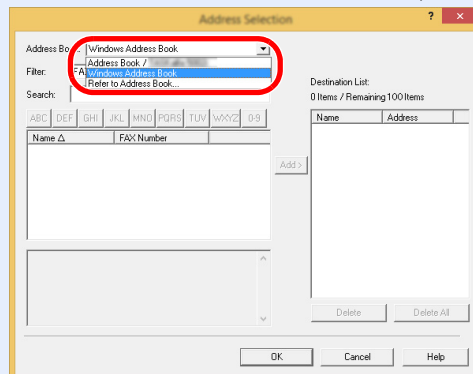 Address Selection
? ×
Address Bo Windows Address Book
Address Book /
Windows Address Book
Refer to Address Book...
Filter: FA
Search:
Destination List:
0 Items / Remaining 100 Items
ABC DEF GHI JKL MNO PQRS TUV WXYZ 0-9
Name FAX Number
Name Address
Add >
Delete Delete All
OK Cancel Help